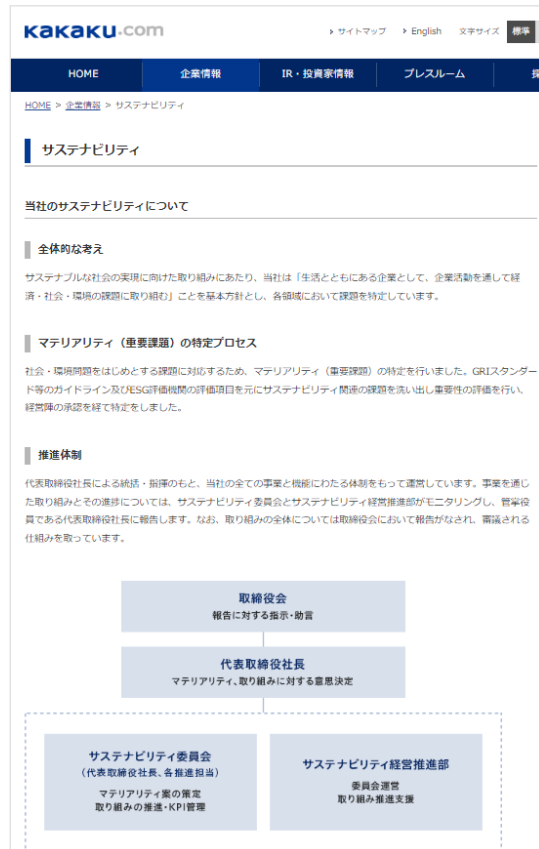 kakaku.com
サイトマップ English 文字サイズ 標準
HOME 企業情報 IR・投資家情報 プレスルーム 採
HOME > 企業情報 > サステナビリティ
サステナビリティ
当社のサステナビリティについて
全体的な考え
サステナブルな社会の実現に向けた取り組みにあたり、当社は「生活とともにある企業として、企業活動を通して経
済・社会・環境の課題に取り組む」ことを基本方針とし、各領域において課題を特定しています。
マテリアリティ（重要課題）の特定プロセス
社会・環境問題をはじめとする課題に対応するため、マテリアリティ（重要課題）の特定を行いました。GRIスタンダー
ド等のガイドライン及びESG評価機関の評価項目を元にサステナビリティ関連の課題を洗い出し重要性の評価を行い、
経営陣の承認を経て特定をしました。
推進体制
代表取締役社長による統括・指揮のもと、当社の全ての事業と機能にわたる体制をもって運営しています。事業を通じ
た取り組みとその進捗については、サステナビリティ委員会とサステナビリティ経営推進部がモニタリングし、管掌役
員である代表取締役社長に報告します。なお、取り組みの全体については取締役会において報告がなされ、審議される
仕組みを取っています。
取締役会
報告に対する指示・助言
代表取締役社長
マテリアリティ、取り組みに対する意思決定
サステナビリティ委員会
（代表取締役社長、各推進担当）
マテリアリティ案の策定
取り組みの推進・KPI管理
サステナビリティ経営推進部
委員会運営
取り組み推進支援